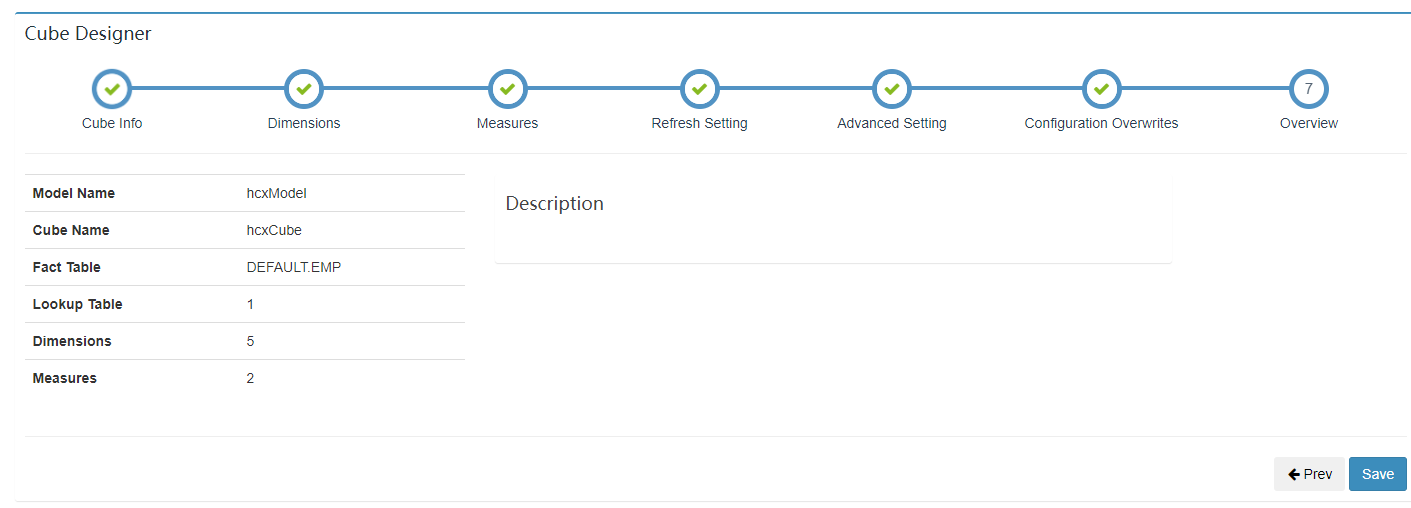 Cube Designer
7
Cube Info Dimensions Measures Refresh Setting Advanced Setting Configuration Overwrites Overview
Model Name hcxModel
Description
Cube Name hcxCube
Fact Table DEFAULT.EMP
Lookup Table 1
Dimensions 5
Measures 2
Prev Save